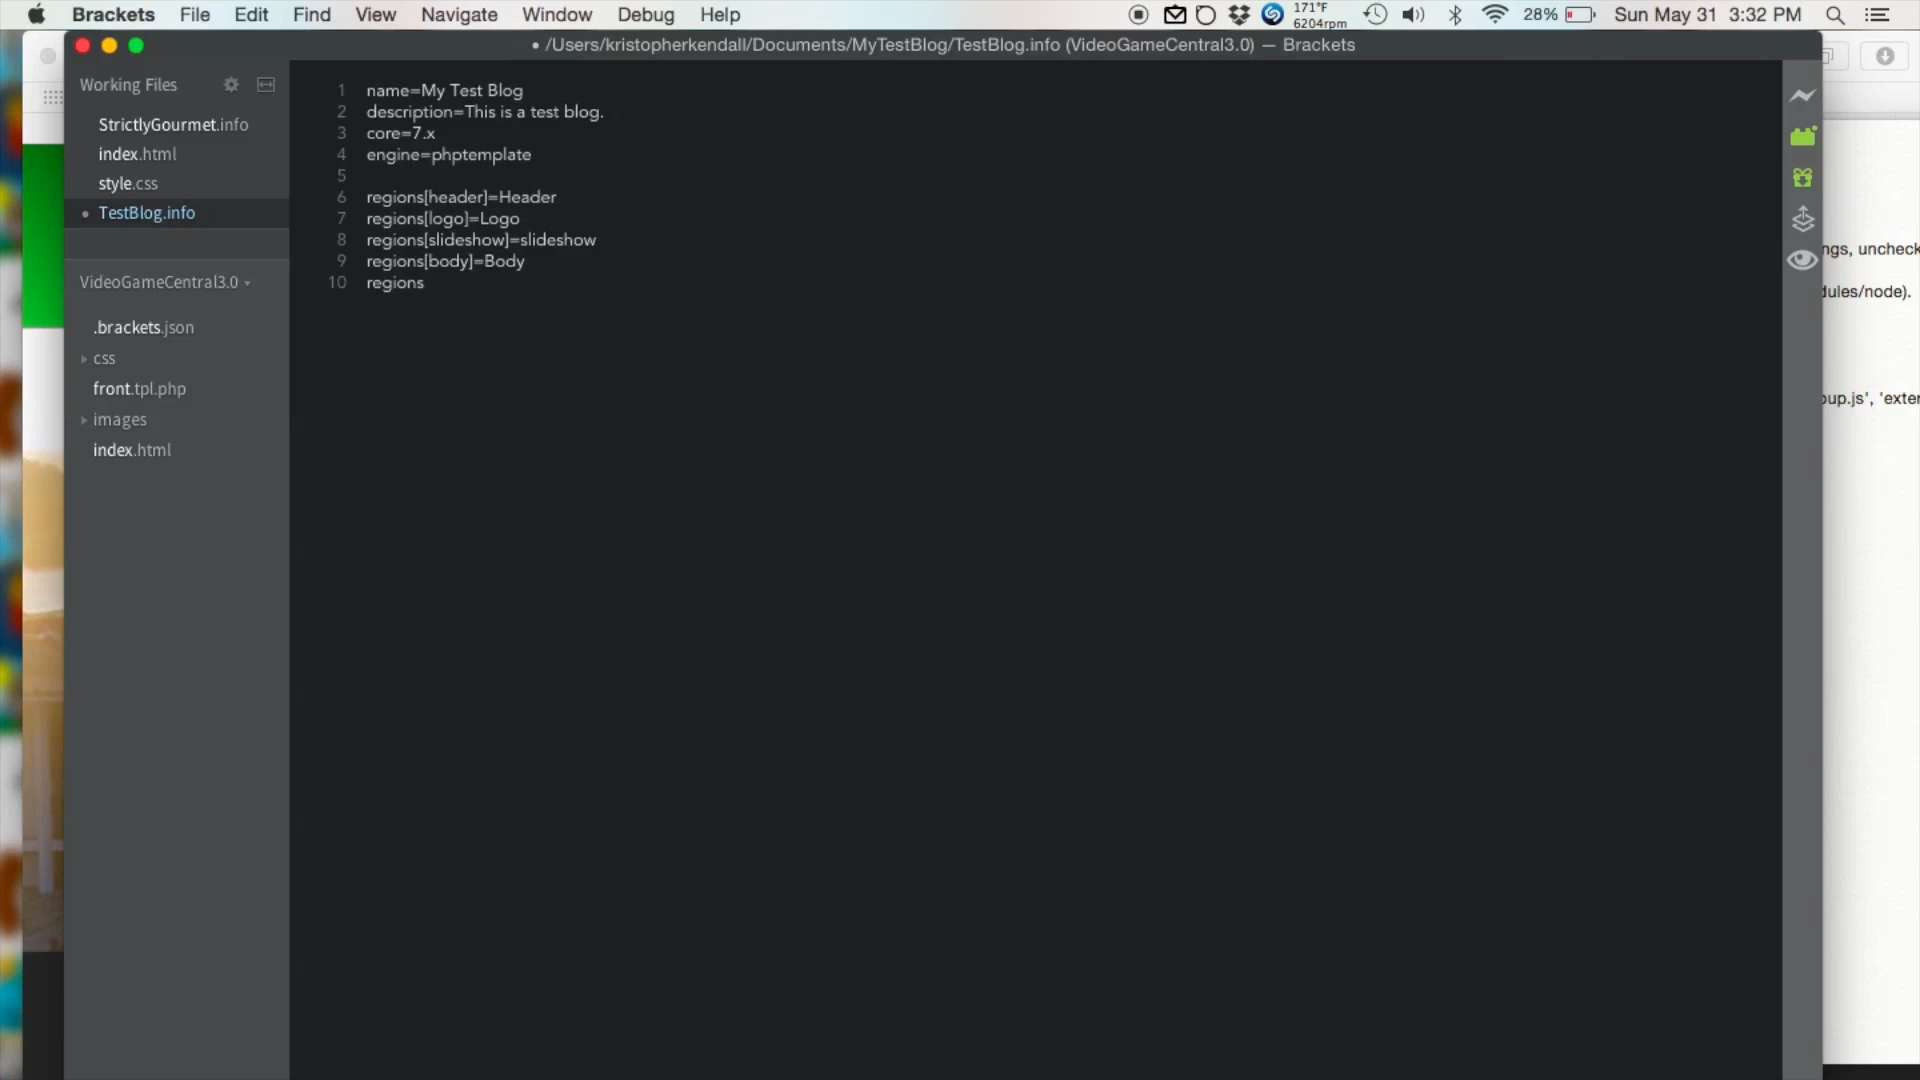 Brackets File Edit Find View Navigate Window Debug Help 171°F 6204rpm 28% Sun May 31 3:32 PM
• /Users/kristopherkendall/Documents/MyTestBlog/TestBlog.info (VideoGameCentral3.0) — Brackets
Working Files
StrictlyGourmet.info
index.html
style.css
• TestBlog.info
VideoGameCentral3.0
.brackets.json
css
front.tpl.php
images
index.html
1 name=My Test Blog
2 description=This is a test blog.
3 core=7.x
4 engine=phptemplate
5
6 regions[header]=Header
7 regions[logo]=Logo
8 regions[slideshow]=slideshow
9 regions[body]=Body
10 regions
ngs, uncheck
dules/node).
oup.js', 'exter